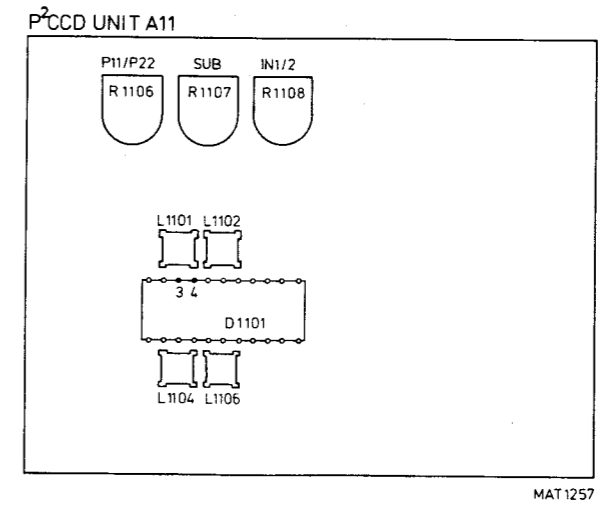 P²CCD UNIT A11
P11/P22 SUB IN1/2
R1106 R1107 R1108
L1101 L1102
3 4
D1101
L1104 L1106
MAT1257